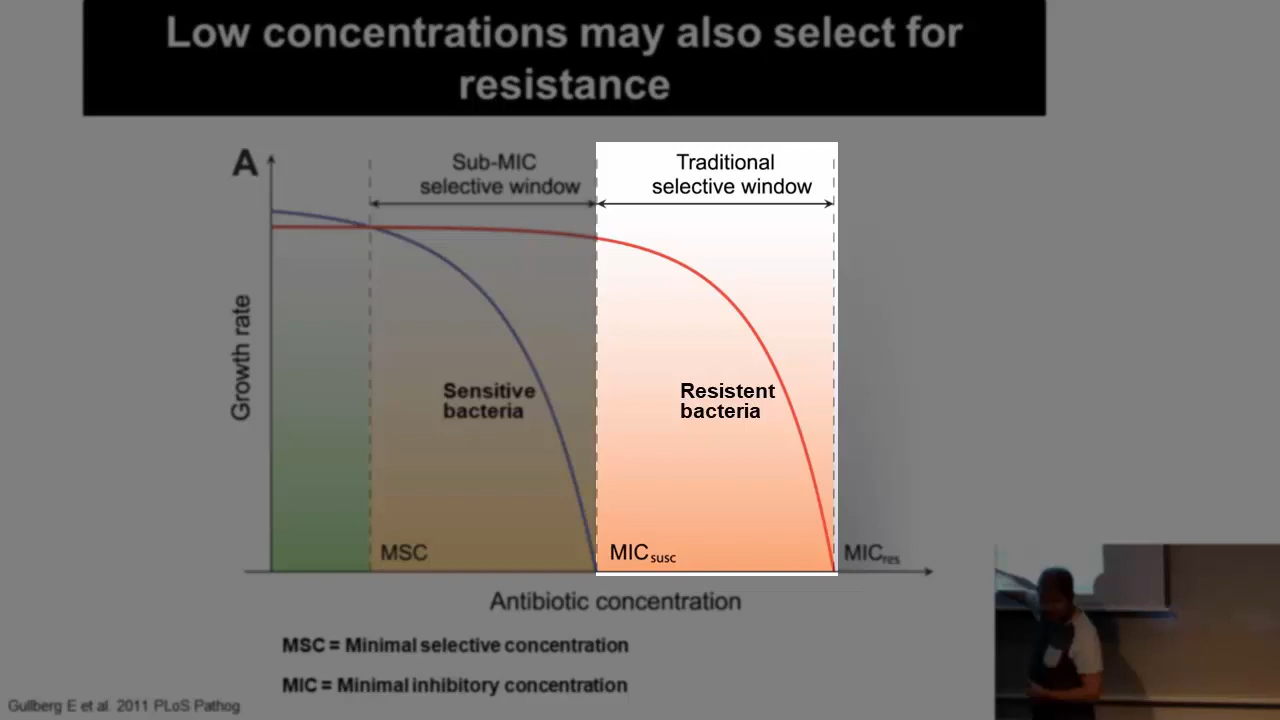 Low concentrations may also select for
resistance
A
Sub-MIC
selective window
Traditional
selective window
Growth rate
Sensitive
bacteria
Resistent
bacteria
MSC
MICsusc
MICres
Antibiotic concentration
MSC = Minimal selective concentration
MIC = Minimal inhibitory concentration
Gullberg E et al. 2011 PLoS Pathog